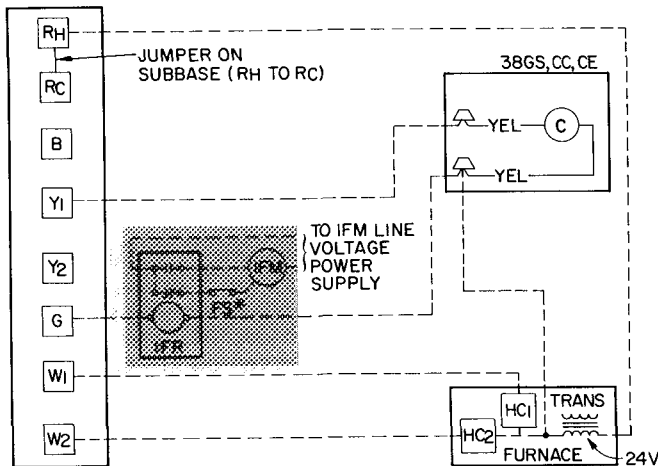 RH
JUMPER ON
SUBBASE (RH TO RC)
RC
38GS, CC, CE
B
YEL
C
YEL
Y1
TO IFM LINE
VOLTAGE
POWER
SUPPLY
IFM
Y2
FS*
G
IFR
W1
HC1
TRANS
W2
HC2
FURNACE
24V